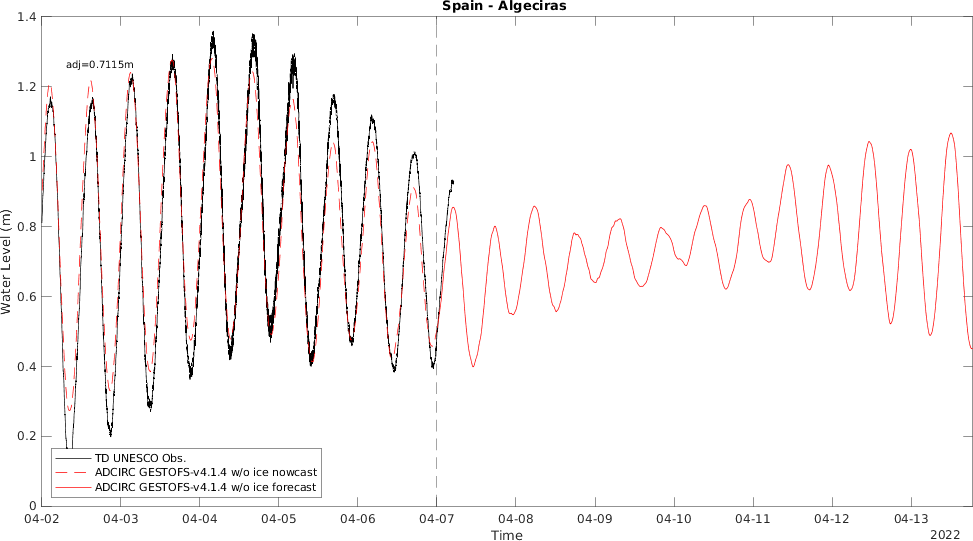 Spain - Algeciras
1.4
1.2
1
0.8
0.6
0.4
0.2
0
Water Level (m)
adj=0.7115m
TD UNESCO Obs.
ADCIRC GESTOFS-v4.1.4 w/o ice nowcast
ADCIRC GESTOFS-v4.1.4 w/o ice forecast
04-02 04-03 04-04 04-05 04-06 04-07 04-08 04-09 04-10 04-11 04-12 04-13
Time
2022